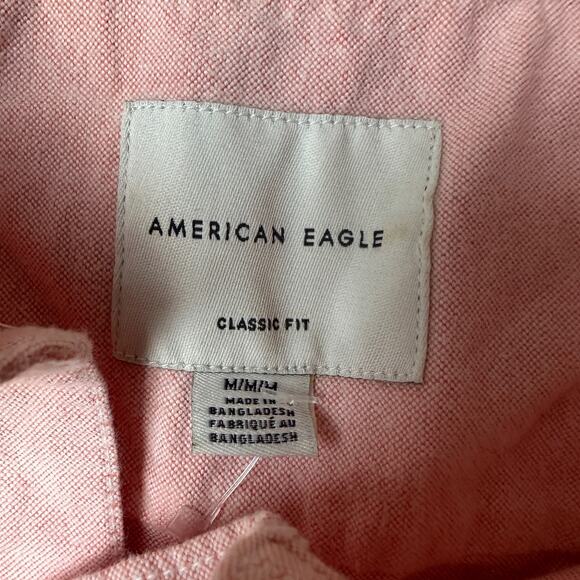 AMERICAN EAGLE
CLASSIC FIT
M/M/M
MADE IN
BANGLADESH
FABRIQUÉ AU
BANGLADESH